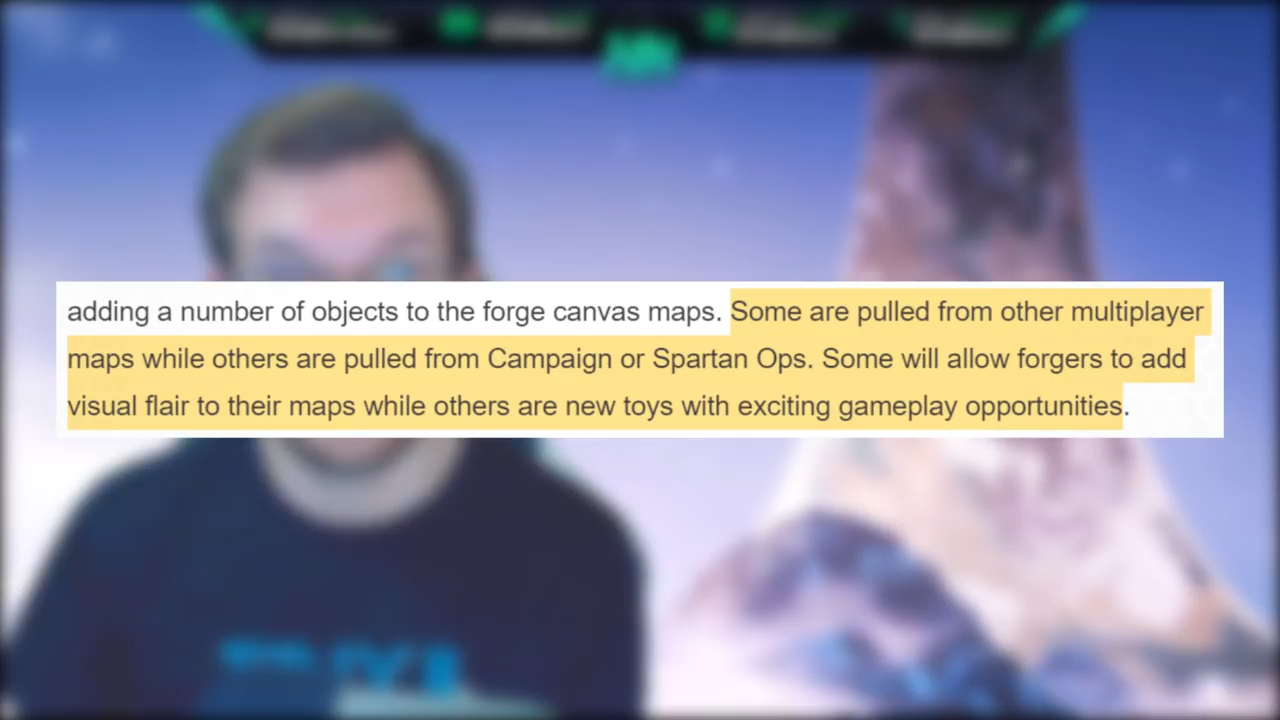 adding a number of objects to the forge canvas maps. Some are pulled from other multiplayer
maps while others are pulled from Campaign or Spartan Ops. Some will allow forgers to add
visual flair to their maps while others are new toys with exciting gameplay opportunities.